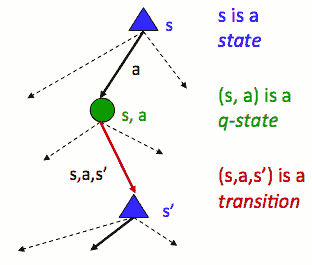 s
s is a
state
a
s, a
(s, a) is a
q-state
s,a,s’
(s,a,s’) is a
transition
s’